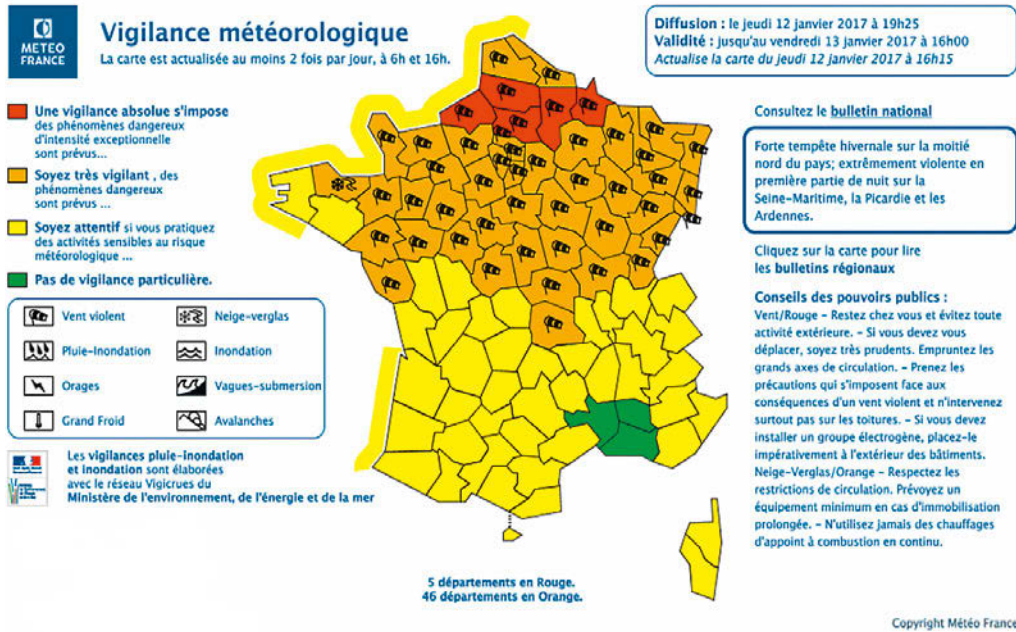 METEO
FRANCE
Vigilance météorologique
La carte est actualisée au moins 2 fois par jour, à 6h et 16h.
Diffusion : le jeudi 12 janvier 2017 à 19h25
Validité : jusqu'au vendredi 13 janvier 2017 à 16h00
Actualise la carte du jeudi 12 janvier 2017 à 16h15
Une vigilance absolue s'impose
des phénomènes dangereux
d'intensité exceptionnelle
sont prévus...
Soyez très vigilant , des
phénomènes dangereux
sont prévus ...
Soyez attentif si vous pratiquez
des activités sensibles au risque
météorologique ...
Pas de vigilance particulière.
Vent violent
Neige-verglas
Pluie-Inondation
Inondation
Orages
Vagues-submersion
Grand Froid
Avalanches
Les vigilances pluie-inondation
et inondation sont élaborées
avec le réseau Vigicrues du
Ministère de l'environnement, de l'énergie et de la mer
Consultez le bulletin national
Forte tempête hivernale sur la moitié
nord du pays; extrêmement violente en
première partie de nuit sur la
Seine-Maritime, la Picardie et les
Ardennes.
Cliquez sur la carte pour lire
les bulletins régionaux
Conseils des pouvoirs publics :
Vent/Rouge – Restez chez vous et évitez toute
activité extérieure. – Si vous devez vous
déplacer, soyez très prudents. Empruntez les
grands axes de circulation. – Prenez les
précautions qui s'imposent face aux
conséquences d'un vent violent et n'intervenez
surtout pas sur les toitures. – Si vous devez
installer un groupe électrogène, placez-le
impérativement à l'extérieur des bâtiments.
Neige-Verglas/Orange – Respectez les
restrictions de circulation. Prévoyez un
équipement minimum en cas d'immobilisation
prolongée. – N'utilisez jamais des chauffages
d'appoint à combustion en continu.
5 départements en Rouge.
46 départements en Orange.
Copyright Météo France